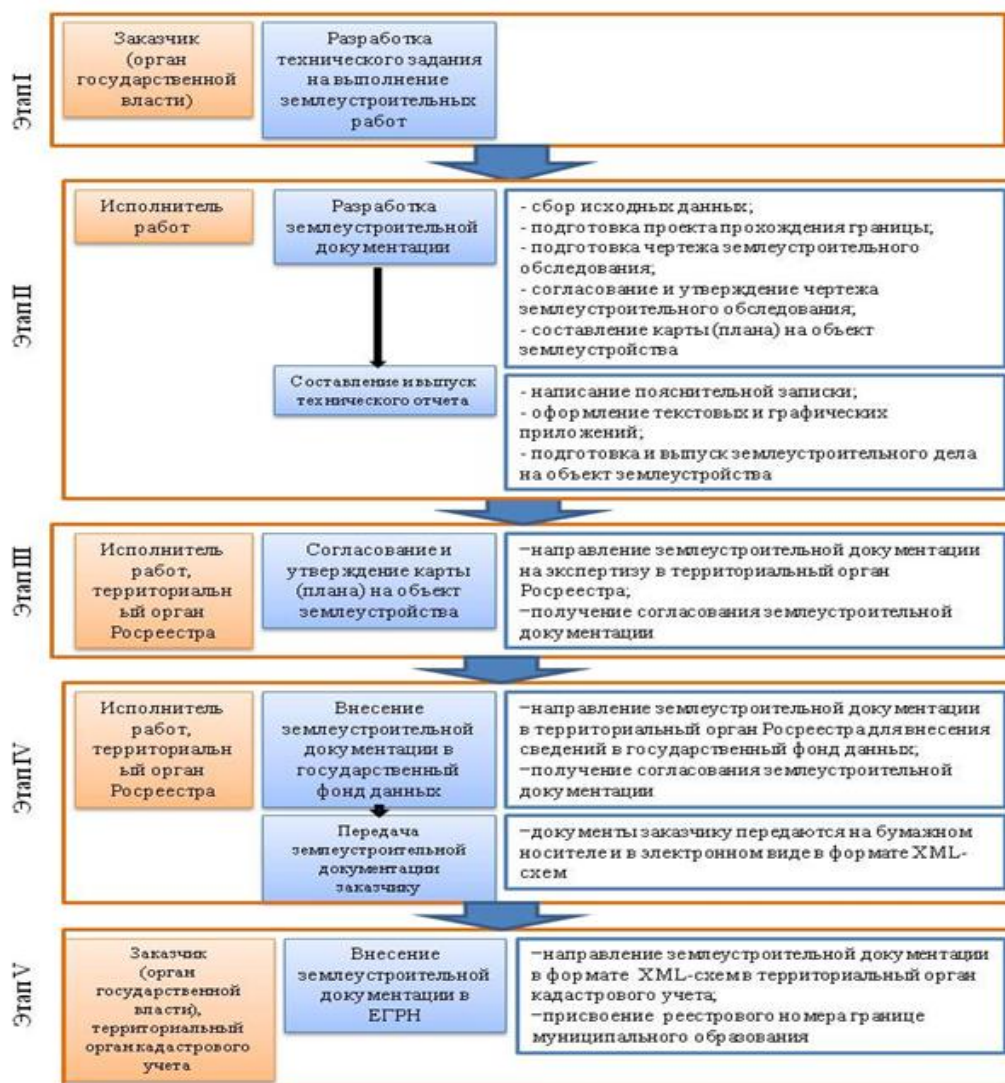 Этап I
Заказчик
(орган
государственной
власти)
Разработка
технического задания
на выполнение
землеустроительных
работ
Этап II
Исполнитель
работ
Разработка
землеустроительной
документации
- сбор исходных данных;
- подготовка проекта прохождения границы;
- подготовка чертежа землеустроительного
обследования;
- согласование и утверждение чертежа
землеустроительного обследования;
- составление карты (плана) на объект
землеустройства
Составление и выпуск
технического отчета
- написание пояснительной записки;
- оформление текстовых и графических
приложений;
- подготовка и выпуск землеустроительного дела
на объект землеустройства
Этап III
Исполнитель
работ,
территориаль
ный орган
Росреестра
Согласование и
утверждение карты
(плана) на объект
землеустройства
−направление землеустроительной документации
на экспертизу в территориальный орган
Росреестра;
−получение согласования землеустроительной
документации
Этап IV
Исполнитель
работ,
территориаль
ный орган
Росреестра
Внесение
землеустроительной
документации в
государственный
фонд данных
−направление землеустроительной документации
в территориальный орган Росреестра для внесения
сведений в государственный фонд данных;
−получение согласования землеустроительной
документации
Передача
землеустроительной
документации
заказчику
−документы заказчику передаются на бумажном
носителе и в электронном виде в формате XML-
схем
Этап V
Заказчик
(орган
государственной
власти),
территориальный
орган кадастрового
учета
Внесение
землеустроительной
документации в
ЕГРН
−направление землеустроительной документации
в формате XML-схем в территориальный орган
кадастрового учета;
−присвоение реестрового номера границе
муниципального образования